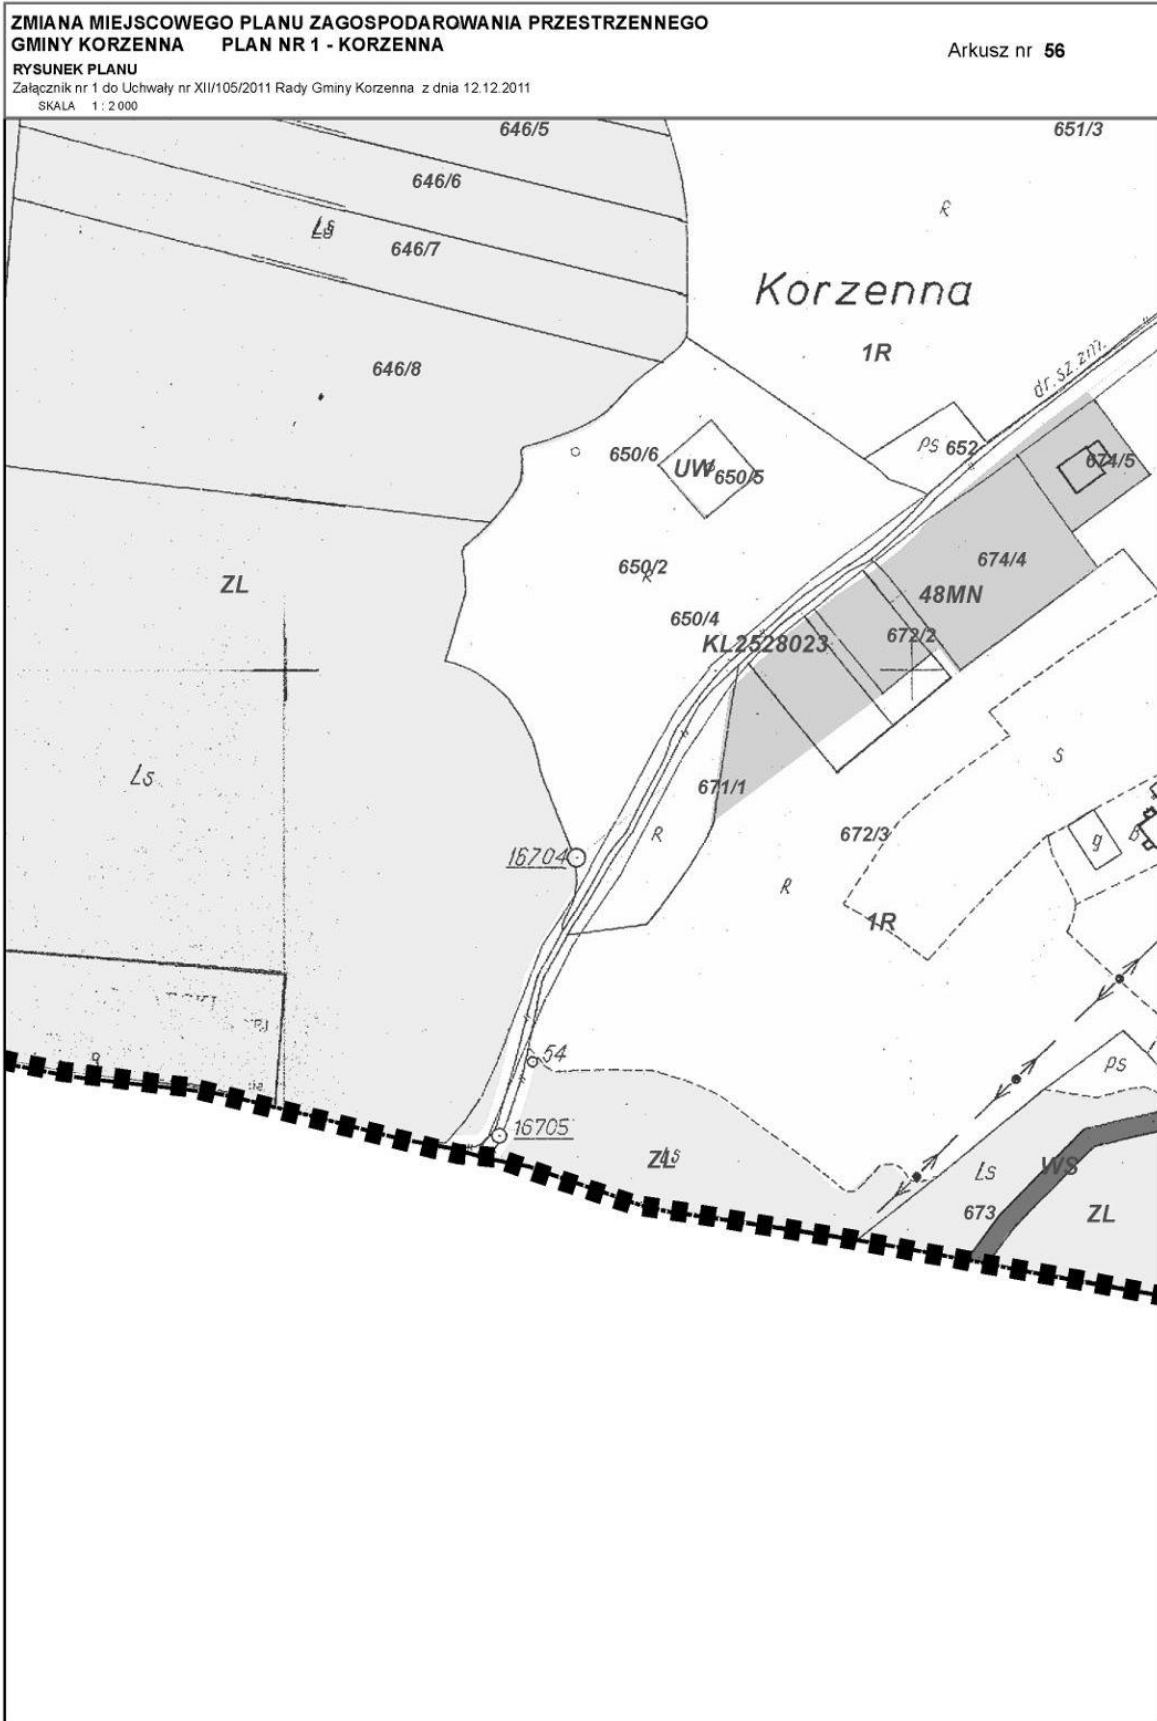 ZMIANA MIEJSCOWEGO PLANU ZAGOSPODAROWANIA PRZESTRZENNEGO
GMINY KORZENNA PLAN NR 1 - KORZENNA
Arkusz nr 56
RYSUNEK PLANU
Załącznik nr 1 do Uchwały nr XII/105/2011 Rady Gminy Korzenna z dnia 12.12.2011
SKALA 1 : 2 000
646/5
651/3
646/6
R
Ls
646/7
Korzenna
1R
646/8
dr. sz. zm.
ps 652
650/6
UW
650/5
674/5
650/2
R
674/4
ZL
48MN
650/4
KL2528023
672/2
Ls
S
671/1
R
672/3
g
B
16704
R
1R
54
ps
16705
ZL
Ls
Ls
WS
673
ZL